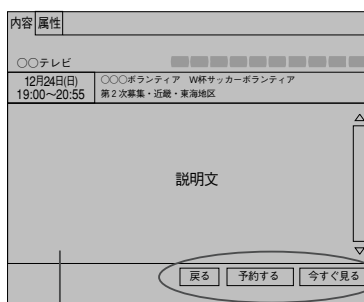 内容 属性
○○テレビ
12月24日(日) ○○○ボランティア W杯サッカーボランティア
19:00～20:55 第2次募集・近畿・東海地区
説明文
戻る 予約する 今すぐ見る